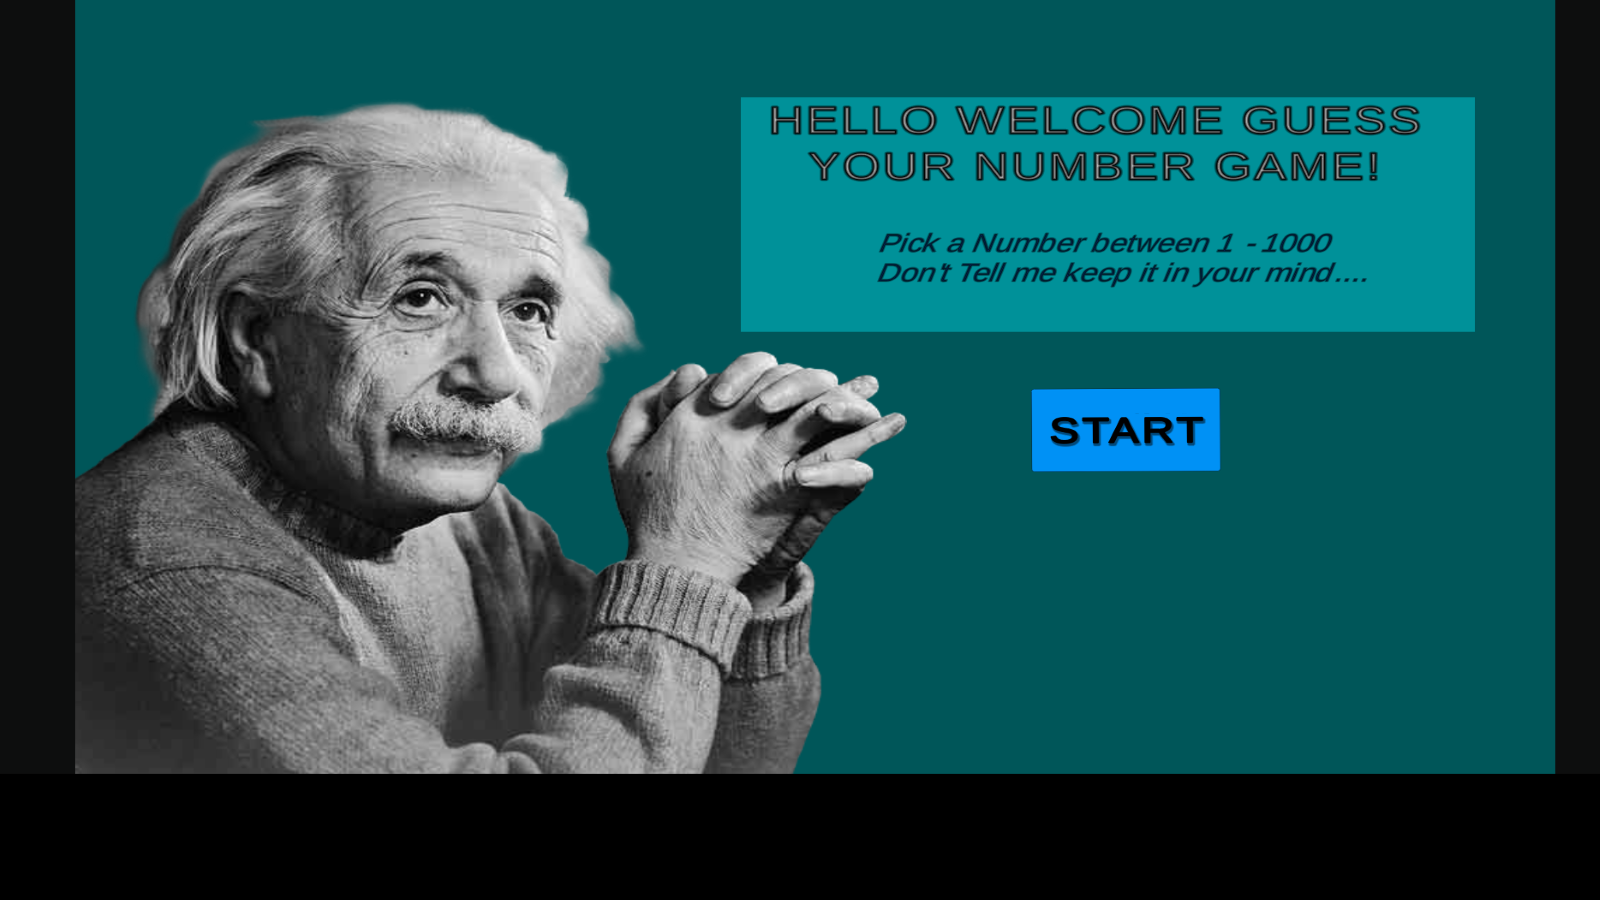 HELLO WELCOME GUESS
YOUR NUMBER GAME!
Pick a Number between 1 - 1000
Don't Tell me keep it in your mind....
START